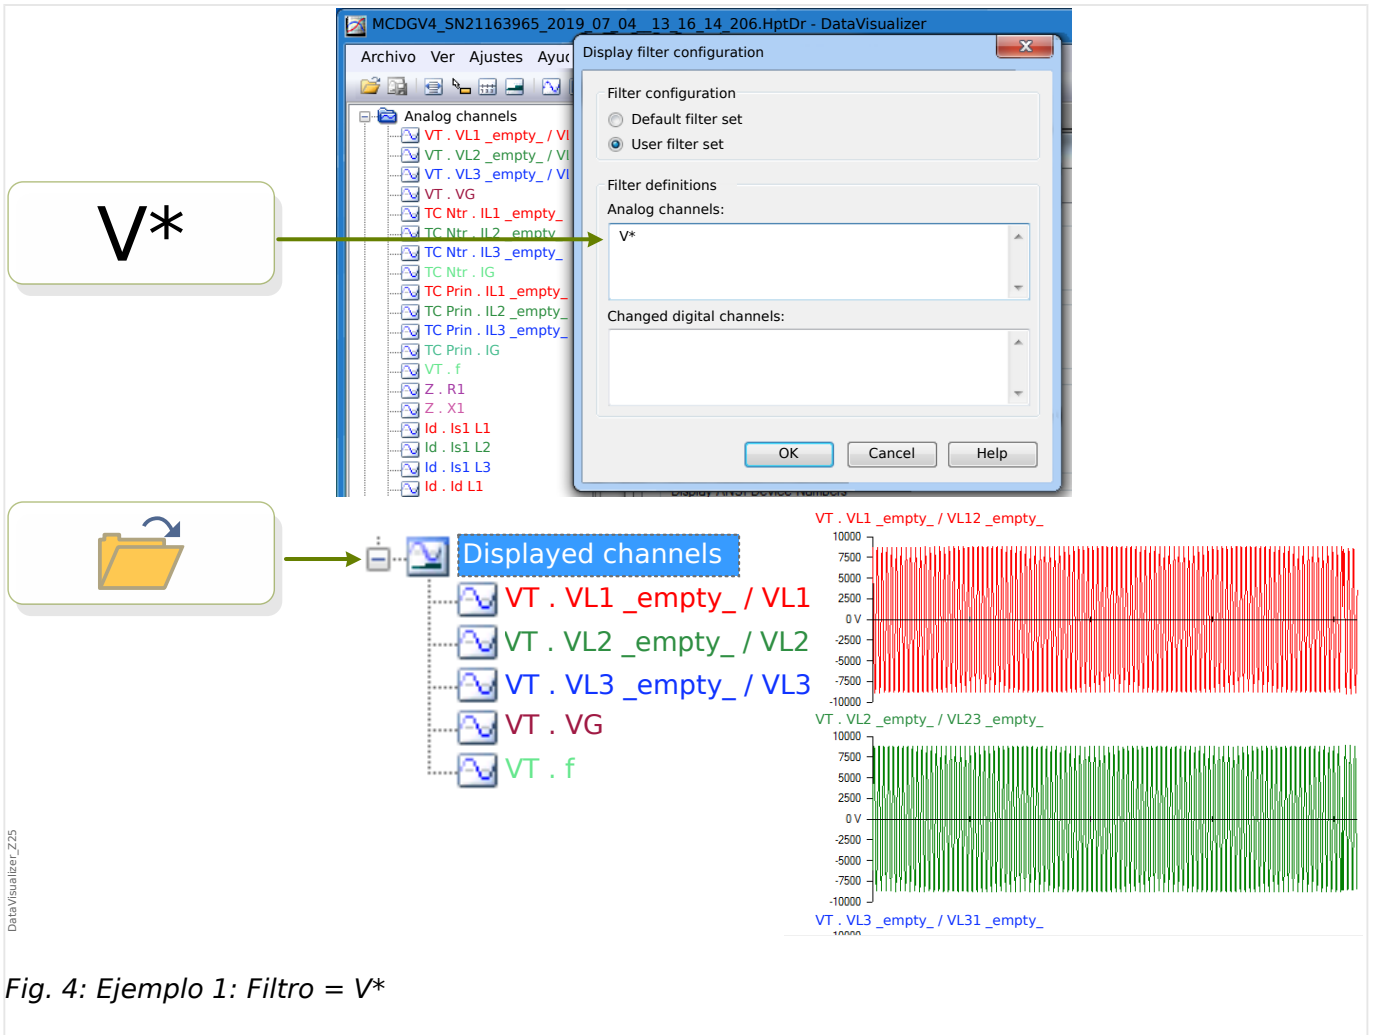 MCDGV4_SN21163965_2019_07_04__13_16_14_206.HptDr - DataVisualizer
Archivo Ver Ajustes Ayuc
Display filter configuration
Filter configuration
Default filter set
User filter set
Filter definitions
Analog channels:
V*
Changed digital channels:
OK
Cancel
Help
Analog channels
VT . VL1 _empty_ / VL
VT . VL2 _empty_ / VL
VT . VL3 _empty_ / VL
VT . VG
TC Ntr . IL1 _empty_
TC Ntr . IL2 _empty_
TC Ntr . IL3 _empty_
TC Ntr . IG
TC Prin . IL1 _empty_
TC Prin . IL2 _empty_
TC Prin . IL3 _empty_
TC Prin . IG
VT . f
Z . R1
Z . X1
Id . Is1 L1
Id . Is1 L2
Id . Is1 L3
Id . Id L1
Display ANSI Device Numbers
V*
Displayed channels
VT . VL1 _empty_ / VL1
VT . VL2 _empty_ / VL2
VT . VL3 _empty_ / VL3
VT . VG
VT . f
VT . VL1 _empty_ / VL12 _empty_
10000
7500
5000
2500
0 V
-2500
-5000
-7500
-10000
VT . VL2 _empty_ / VL23 _empty_
10000
7500
5000
2500
0 V
-2500
-5000
-7500
-10000
VT . VL3 _empty_ / VL31 _empty_
10000
DataVisualizer_Z25
Fig. 4: Ejemplo 1: Filtro = V*